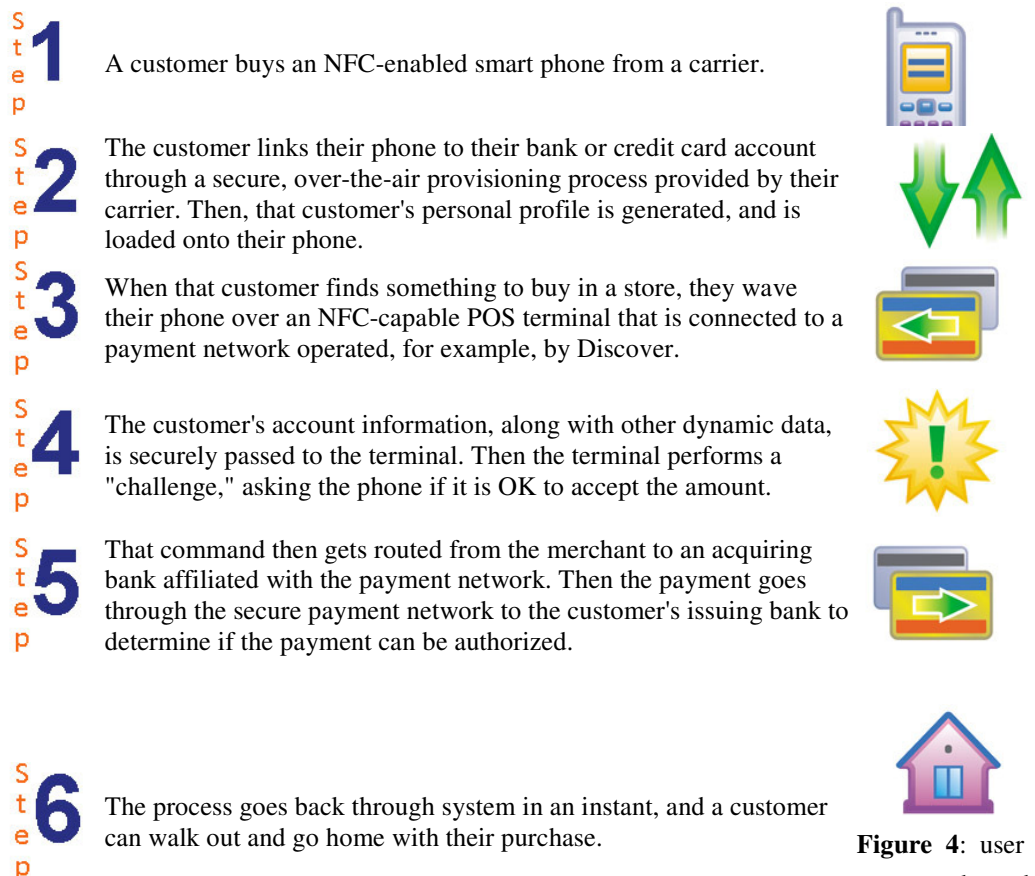 Step 1
A customer buys an NFC-enabled smart phone from a carrier.
Step 2
The customer links their phone to their bank or credit card account
through a secure, over-the-air provisioning process provided by their
carrier. Then, that customer's personal profile is generated, and is
loaded onto their phone.
Step 3
When that customer finds something to buy in a store, they wave
their phone over an NFC-capable POS terminal that is connected to a
payment network operated, for example, by Discover.
Step 4
The customer's account information, along with other dynamic data,
is securely passed to the terminal. Then the terminal performs a
"challenge," asking the phone if it is OK to accept the amount.
Step 5
That command then gets routed from the merchant to an acquiring
bank affiliated with the payment network. Then the payment goes
through the secure payment network to the customer's issuing bank to
determine if the payment can be authorized.
Step 6
The process goes back through system in an instant, and a customer
can walk out and go home with their purchase.
Figure 4: user